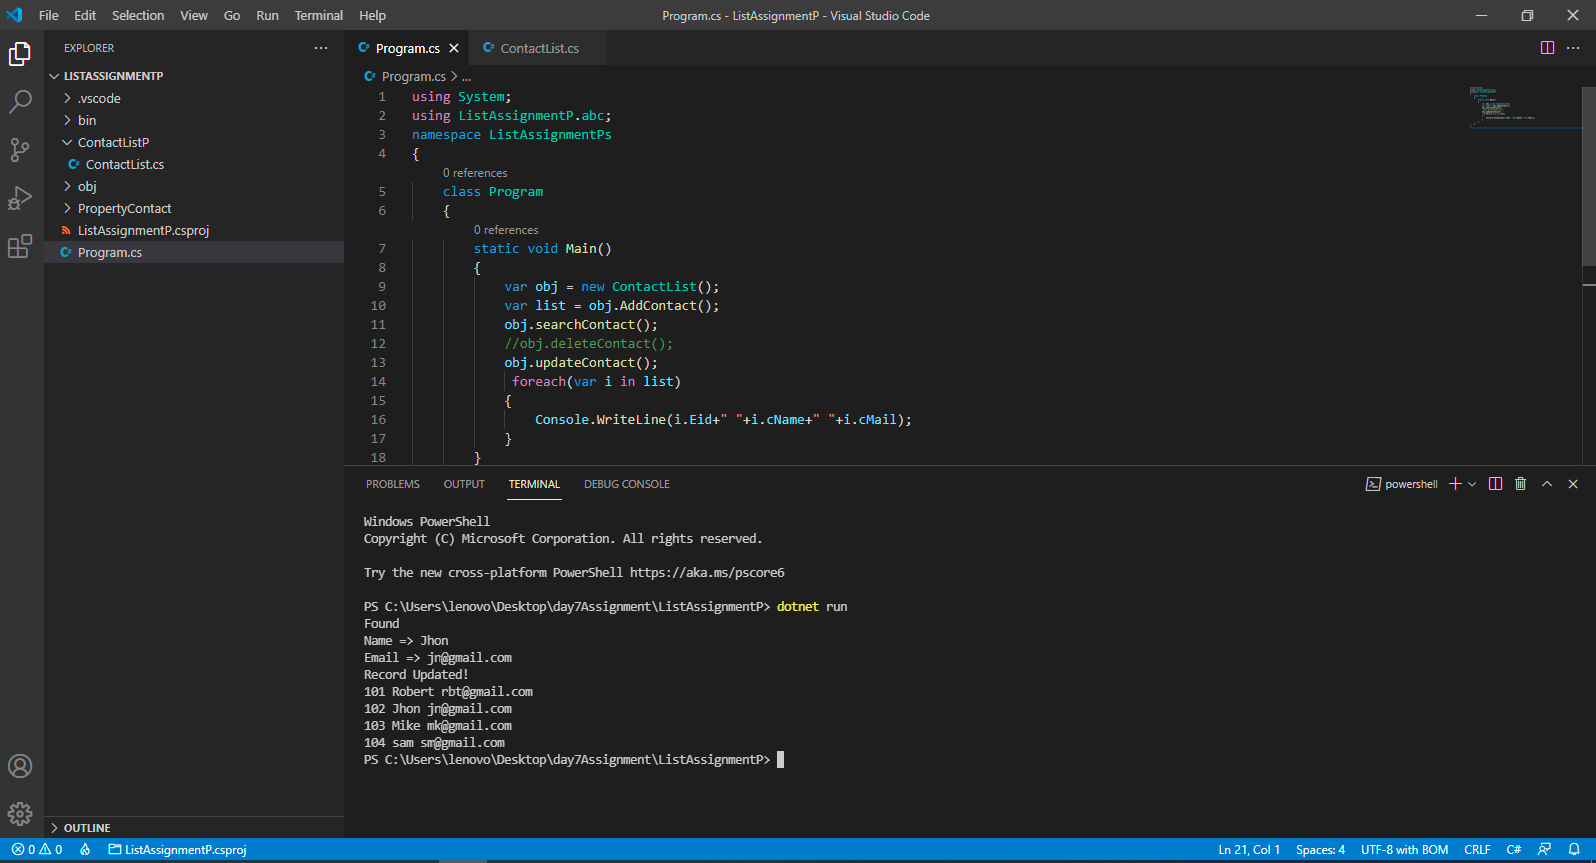 File Edit Selection View Go Run Terminal Help Program.cs - ListAssignmentP - Visual Studio Code
EXPLORER
LISTASSIGNMENTP
.vscode
bin
ContactListP
ContactList.cs
obj
PropertyContact
ListAssignmentP.csproj
Program.cs
OUTLINE
Program.cs ContactList.cs
Program.cs > ...
1 using System;
2 using ListAssignmentP.abc;
3 namespace ListAssignmentPs
4 {
0 references
5 class Program
6 {
0 references
7 static void Main()
8 {
9 var obj = new ContactList();
10 var list = obj.AddContact();
11 obj.searchContact();
12 //obj.deleteContact();
13 obj.updateContact();
14 foreach(var i in list)
15 {
16 Console.WriteLine(i.Eid+" "+i.cName+" "+i.cMail);
17 }
18 }
PROBLEMS OUTPUT TERMINAL DEBUG CONSOLE powershell
Windows PowerShell
Copyright (C) Microsoft Corporation. All rights reserved.
Try the new cross-platform PowerShell https://aka.ms/pscore6
PS C:\Users\lenovo\Desktop\day7Assignment\ListAssignmentP> dotnet run
Found
Name => Jhon
Email => jn@gmail.com
Record Updated!
101 Robert rbt@gmail.com
102 Jhon jn@gmail.com
103 Mike mk@gmail.com
104 sam sm@gmail.com
PS C:\Users\lenovo\Desktop\day7Assignment\ListAssignmentP>
0 0 ListAssignmentP.csproj Ln 21, Col 1 Spaces: 4 UTF-8 with BOM CRLF C#